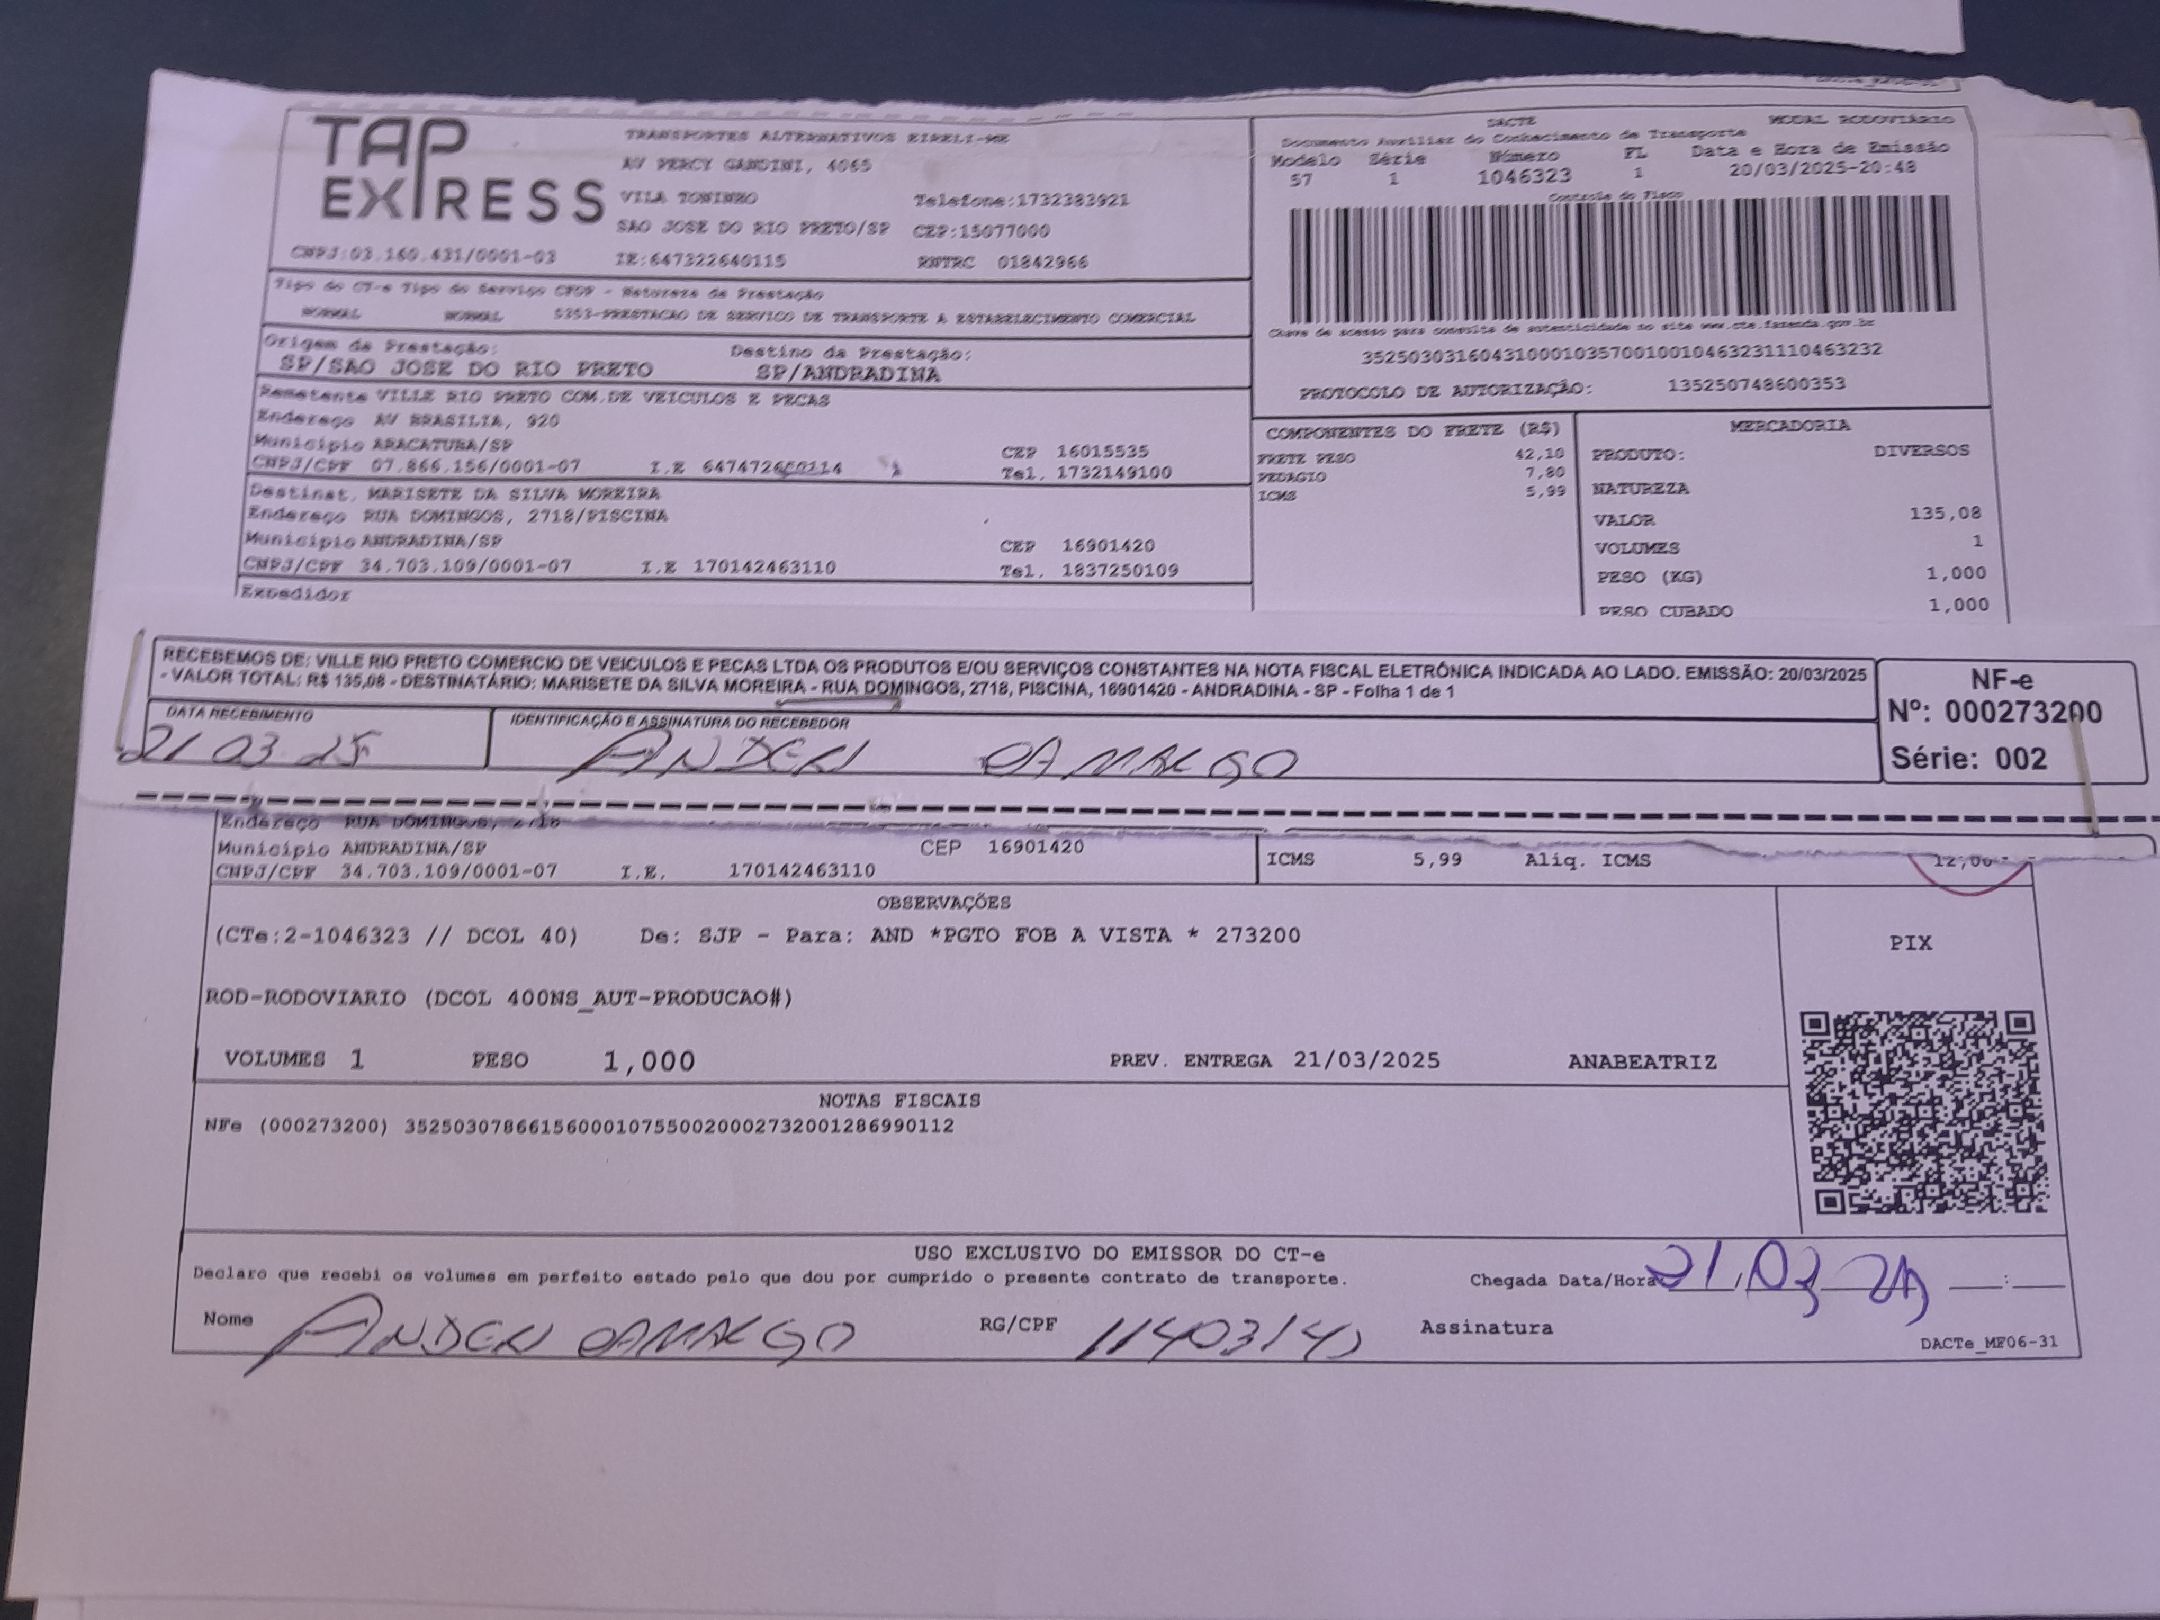 TAP EXPRESS
TRANSPORTES ALTERNATIVOS EIRELI-ME
AV PERCY GANDINI, 4065
VILA TONINHO Telefone:1732383921
SAO JOSE DO RIO PRETO/SP CEP:15077000
CNPJ:03.160.431/0001-03 IE:647322640115 RNTRC 01842966
DACTE MODAL RODOVIÁRIO
Documento Auxiliar do Conhecimento de Transporte
Modelo Série Número FL Data e Hora de Emissão
57 1 1046323 1 20/03/2025-20:48
Controle do Fisco
Chave de acesso para consulta de autenticidade no site www.cte.fazenda.gov.br
35250303160431000103570010010463231110463232
PROTOCOLO DE AUTORIZAÇÃO: 135250748600353
Tipo do CT-e Tipo do Serviço CFOP - Natureza da Prestação
NORMAL NORMAL 5353-PRESTACAO DE SERVICO DE TRANSPORTE A ESTABELECIMENTO COMERCIAL
Origem da Prestação: Destino da Prestação:
SP/SAO JOSE DO RIO PRETO SP/ANDRADINA
Remetente VILLE RIO PRETO COM.DE VEICULOS E PECAS
Endereço AV BRASILIA, 920
Município ARACATUBA/SP CEP 16015535
CNPJ/CPF 07.866.156/0001-07 I.E 647472600114 Tel. 1732149100
Destinat. MARISETE DA SILVA MOREIRA
Endereço RUA DOMINGOS, 2718/PISCINA
Município ANDRADINA/SP CEP 16901420
CNPJ/CPF 34.703.109/0001-07 I.E 170142463110 Tel. 1837250109
Expedidor
COMPONENTES DO FRETE (R$)
FRETE PESO 42,10
PEDAGIO 7,80
ICMS 5,99
MERCADORIA
PRODUTO: DIVERSOS
NATUREZA
VALOR 135,08
VOLUMES 1
PESO (KG) 1,000
PESO CUBADO 1,000
RECEBEMOS DE: VILLE RIO PRETO COMERCIO DE VEICULOS E PECAS LTDA OS PRODUTOS E/OU SERVIÇOS CONSTANTES NA NOTA FISCAL ELETRÔNICA INDICADA AO LADO. EMISSÃO: 20/03/2025
- VALOR TOTAL: R$ 135,08 - DESTINATÁRIO: MARISETE DA SILVA MOREIRA - RUA DOMINGOS, 2718, PISCINA, 16901420 - ANDRADINA - SP - Folha 1 de 1
NF-e
Nº: 000273200
Série: 002
DATA RECEBIMENTO IDENTIFICAÇÃO E ASSINATURA DO RECEBEDOR
21 03 25 CAMARGO
Endereço RUA DOMINGOS, 2718
Município ANDRADINA/SP CEP 16901420
CNPJ/CPF 34.703.109/0001-07 I.E. 170142463110
ICMS 5,99 Aliq. ICMS 12,00
OBSERVAÇÕES
(CTe:2-1046323 // DCOL 40) De: SJP - Para: AND *PGTO FOB A VISTA * 273200
ROD-RODOVIARIO (DCOL 400NS_AUT-PRODUCAO#)
PIX
VOLUMES 1 PESO 1,000 PREV. ENTREGA 21/03/2025 ANABEATRIZ
NOTAS FISCAIS
NFe (000273200) 35250307866156000107550020002732001286990112
USO EXCLUSIVO DO EMISSOR DO CT-e
Declaro que recebi os volumes em perfeito estado pelo que dou por cumprido o presente contrato de transporte. Chegada Data/Hora 21/03
Nome CAMARGO RG/CPF Assinatura
DACTe_MF06-31